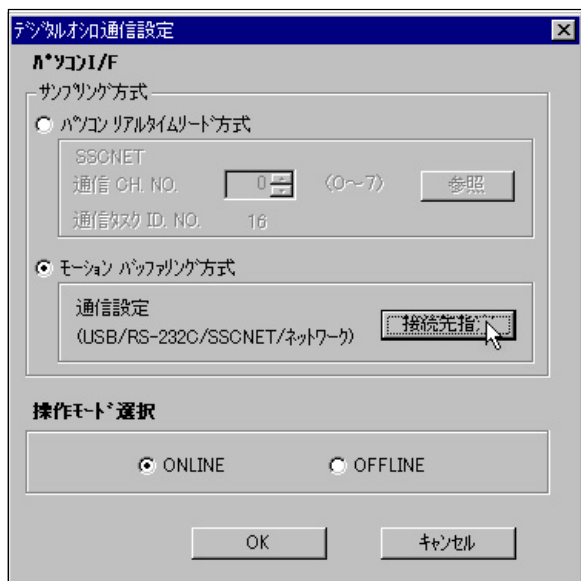 デジタルオシロ通信設定
パソコンI/F
サンプリング方式
パソコン リアルタイムリード方式
SSCNET
通信 CH. NO. 0 (0～7) 参照
通信タスク ID. NO. 16
モーション バッファリング方式
通信設定
(USB/RS-232C/SSCNET/ネットワーク) 接続先指
操作モード選択
ONLINE OFFLINE
OK キャンセル